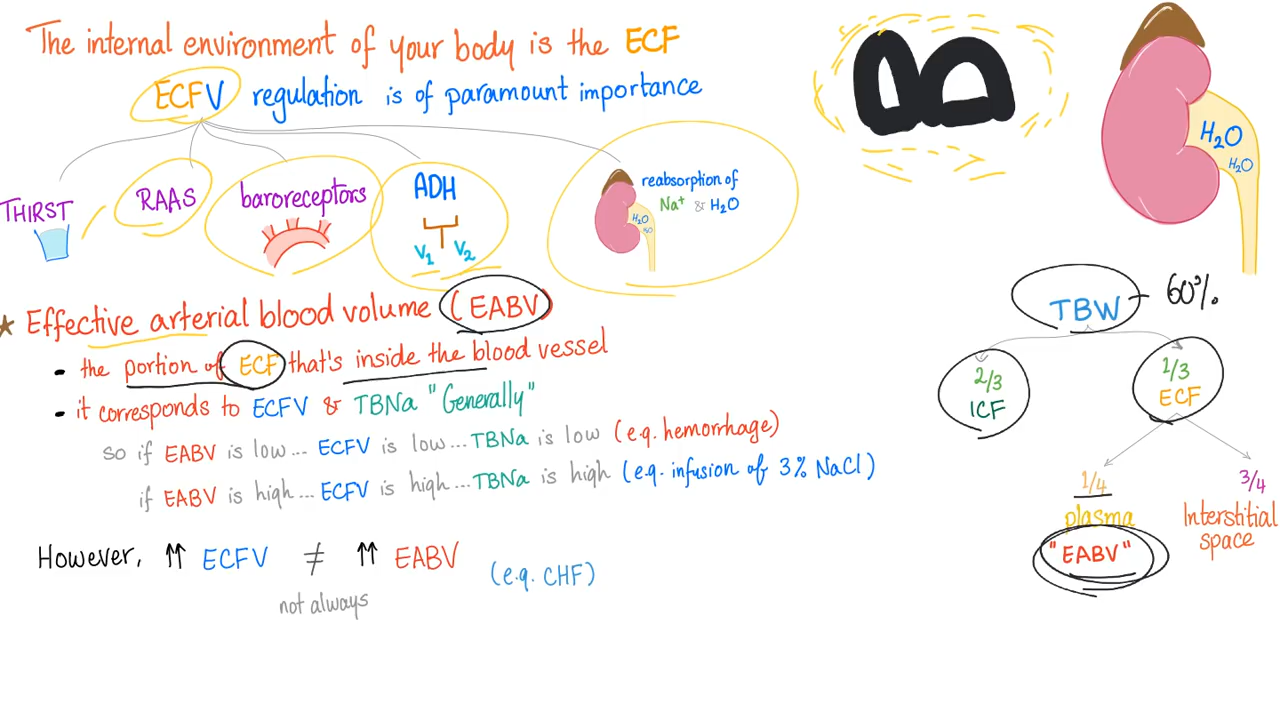 The internal environment of your body is the ECF
ECFV regulation is of paramount importance
THIRST
RAAS
baroreceptors
ADH
V1 V2
reabsorption of
Na+ & H2O
H2O
H2O
H2O
Effective arterial blood volume (EABV)
- the portion of ECF that's inside the blood vessel
- it corresponds to ECFV & TBNa "Generally"
so if EABV is low... ECFV is low... TBNa is low (e.g. hemorrhage)
if EABV is high... ECFV is high... TBNa is high (e.g. infusion of 3% NaCl)
However, ↑↑ ECFV ≠ ↑↑ EABV (e.g. CHF)
not always
TBW - 60%
2/3
ICF
1/3
ECF
1/4
plasma
"EABV"
3/4
Interstitial
space